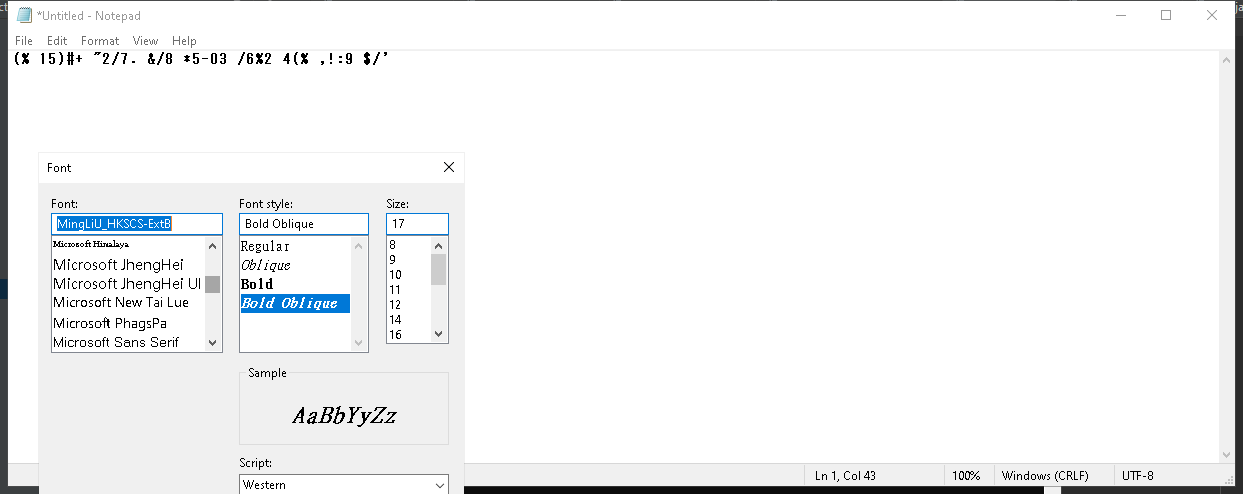 *Untitled - Notepad
File Edit Format View Help
(% 15)#+ "2/7. &/8 *5-03 /6%2 4(% ,!:9 $/'
Font
Font: Font style: Size:
MingLiU_HKSCS-ExtB Bold Oblique 17
Microsoft Himalaya Regular 8
Microsoft JhengHei Oblique 9
Microsoft JhengHei UI Bold 10
Microsoft New Tai Lue Bold Oblique 11
Microsoft PhagsPa 12
Microsoft Sans Serif 14
16
Sample
AaBbYyZz
Script:
Western
Ln 1, Col 43 100% Windows (CRLF) UTF-8